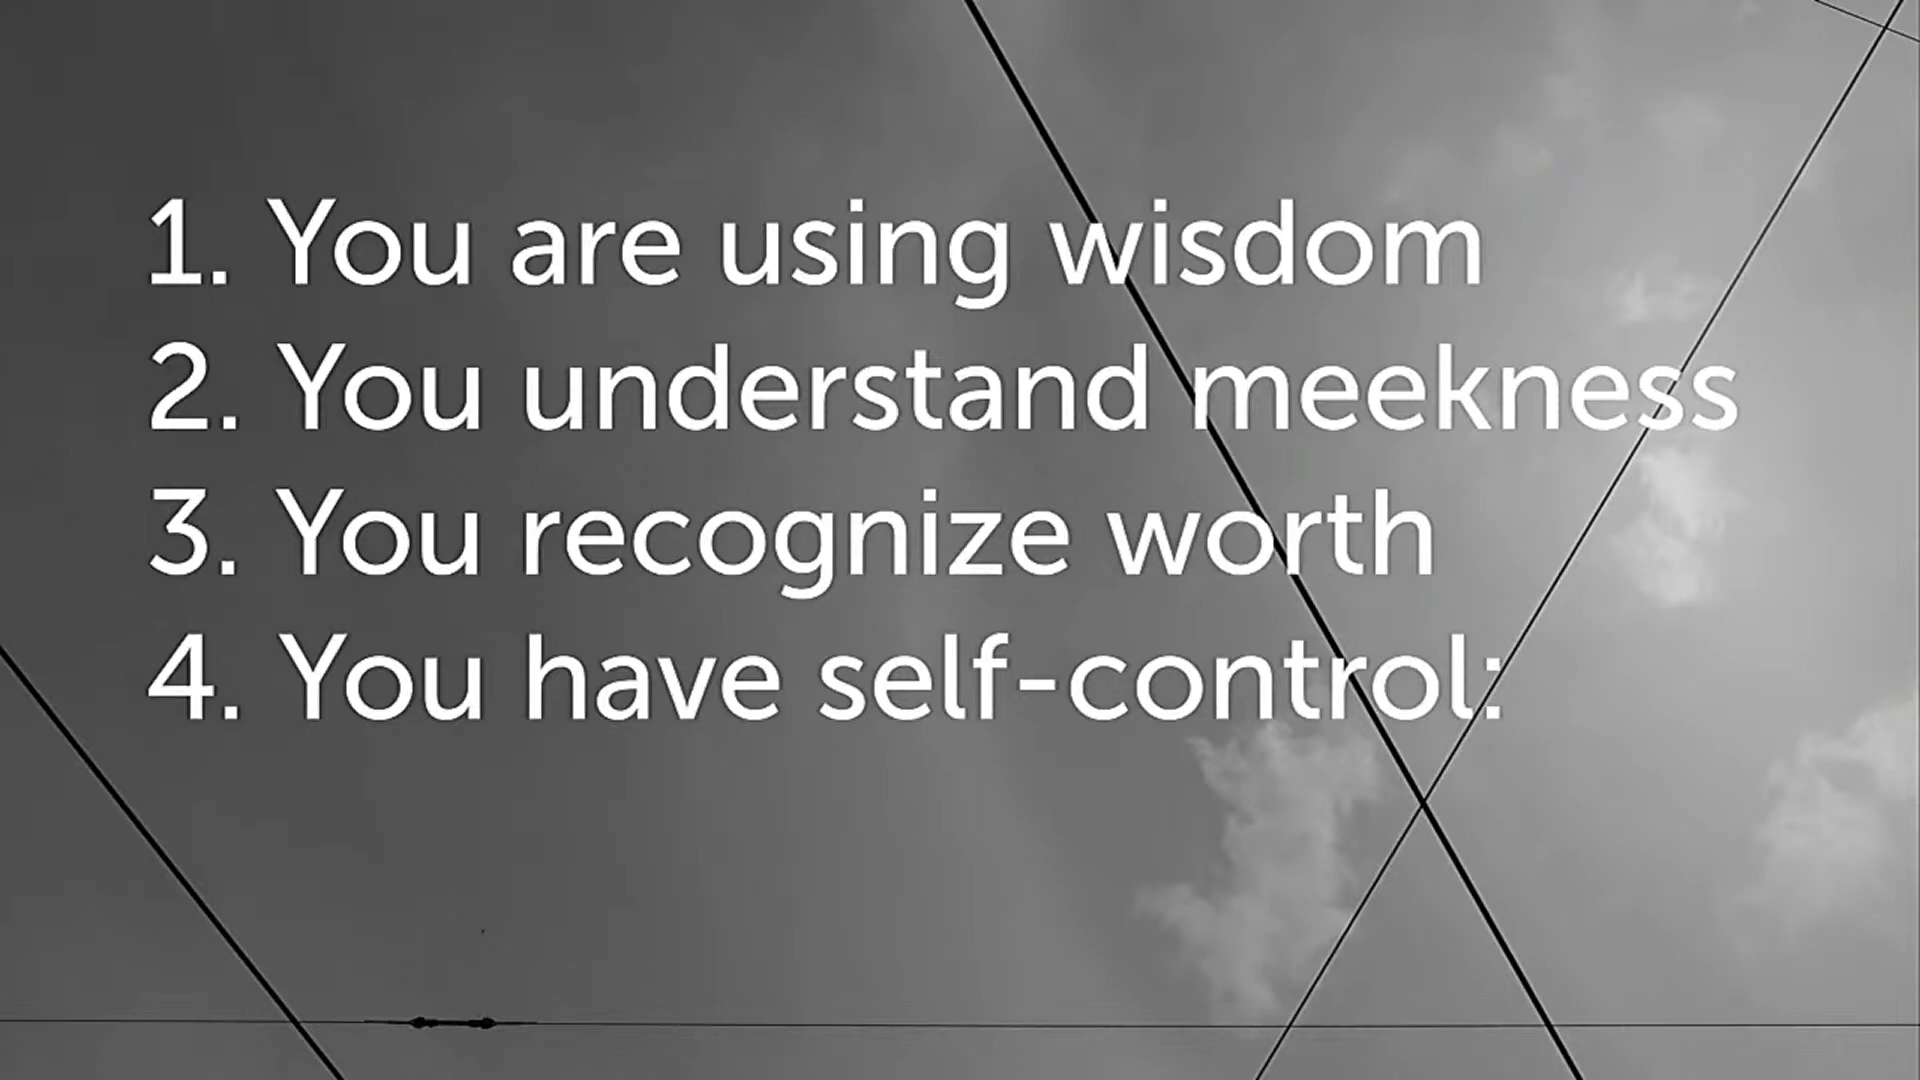 1. You are using wisdom
2. You understand meekness
3. You recognize worth
4. You have self-control: